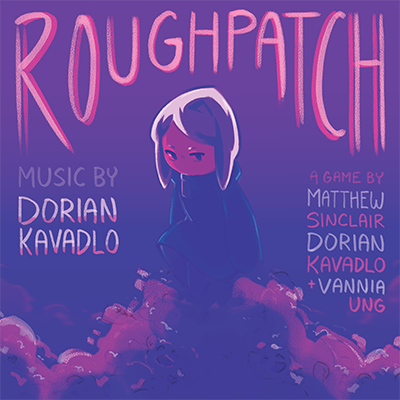 ROUGHPATCH
MUSIC BY
DORIAN
KAVADLO
A GAME BY
MATTHEW
SINCLAIR
DORIAN
KAVADLO
+ VANNIA
UNG